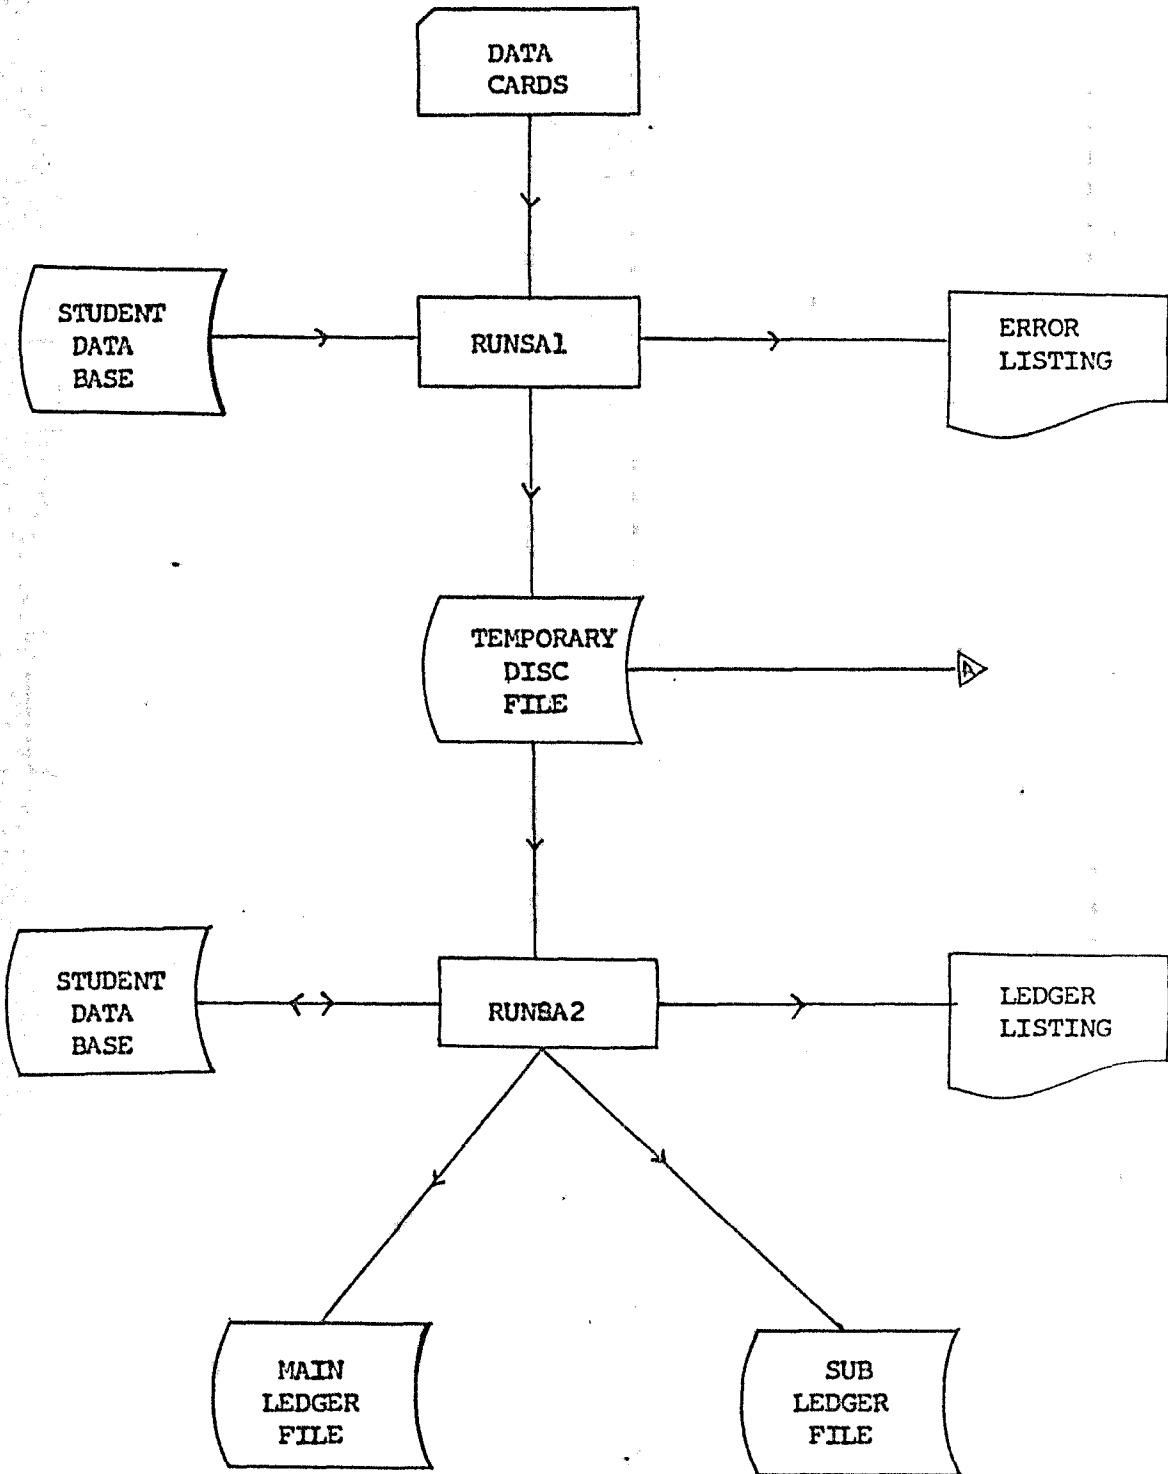 DATA
CARDS
STUDENT
DATA
BASE
RUNSA1
ERROR
LISTING
TEMPORARY
DISC
FILE
A
STUDENT
DATA
BASE
RUNSA2
LEDGER
LISTING
MAIN
LEDGER
FILE
SUB
LEDGER
FILE